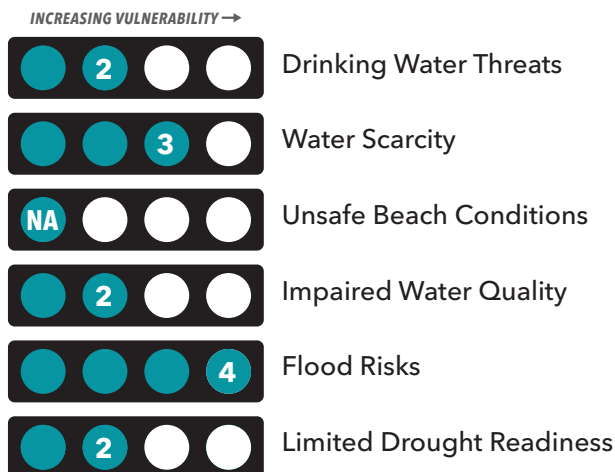 INCREASING VULNERABILITY →
2 Drinking Water Threats
3 Water Scarcity
NA Unsafe Beach Conditions
2 Impaired Water Quality
4 Flood Risks
2 Limited Drought Readiness